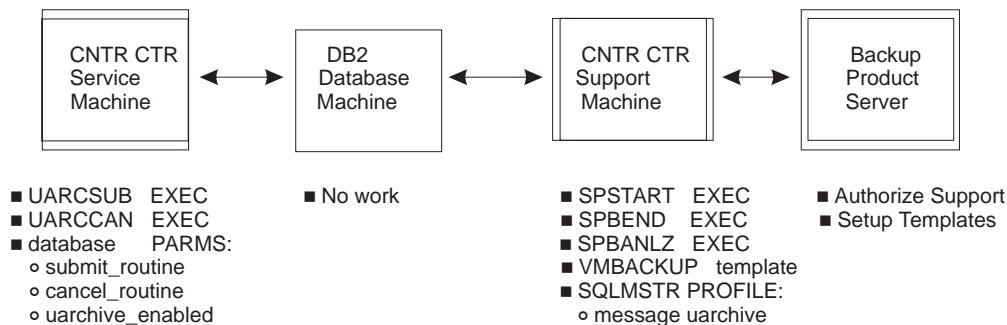 CNTR CTR
Service
Machine
DB2
Database
Machine
CNTR CTR
Support
Machine
Backup
Product
Server
■ UARCSUB EXEC
■ UARCCAN EXEC
■ database PARMS:
∘ submit_routine
∘ cancel_routine
∘ uarchive_enabled
■ No work
■ SPSTART EXEC
■ SPBEND EXEC
■ SPBANLZ EXEC
■ VMBACKUP template
■ SQLMSTR PROFILE:
∘ message uarchive
■ Authorize Support
■ Setup Templates